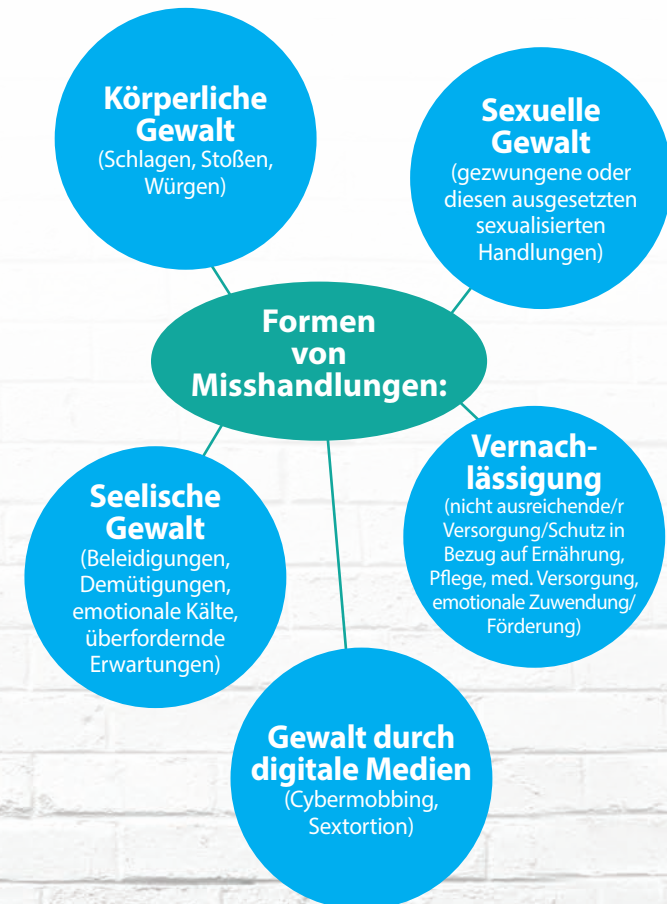 Körperliche
Gewalt
(Schlagen, Stoßen,
Würgen)
Sexuelle
Gewalt
(gezwungene oder
diesen ausgesetzten
sexualisierten
Handlungen)
Formen
von
Misshandlungen:
Seelische
Gewalt
(Beleidigungen,
Demütigungen,
emotionale Kälte,
überfordernde
Erwartungen)
Vernach-
lässigung
(nicht ausreichende/r
Versorgung/Schutz in
Bezug auf Ernährung,
Pflege, med. Versorgung,
emotionale Zuwendung/
Förderung)
Gewalt durch
digitale Medien
(Cybermobbing,
Sextortion)